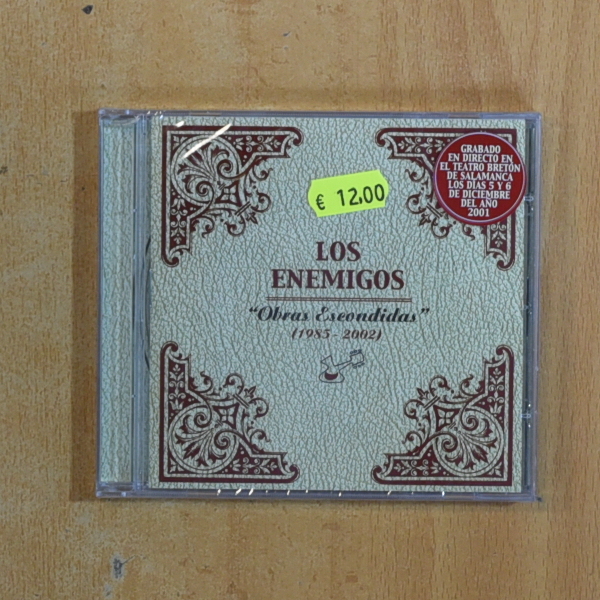 GRABADO
EN DIRECTO EN
EL TEATRO BRETÓN
DE SALAMANCA
LOS DÍAS 5 Y 6
DE DICIEMBRE
DEL AÑO
2001
€ 12.00
LOS
ENEMIGOS
"Obras Escondidas"
(1985 - 2002)